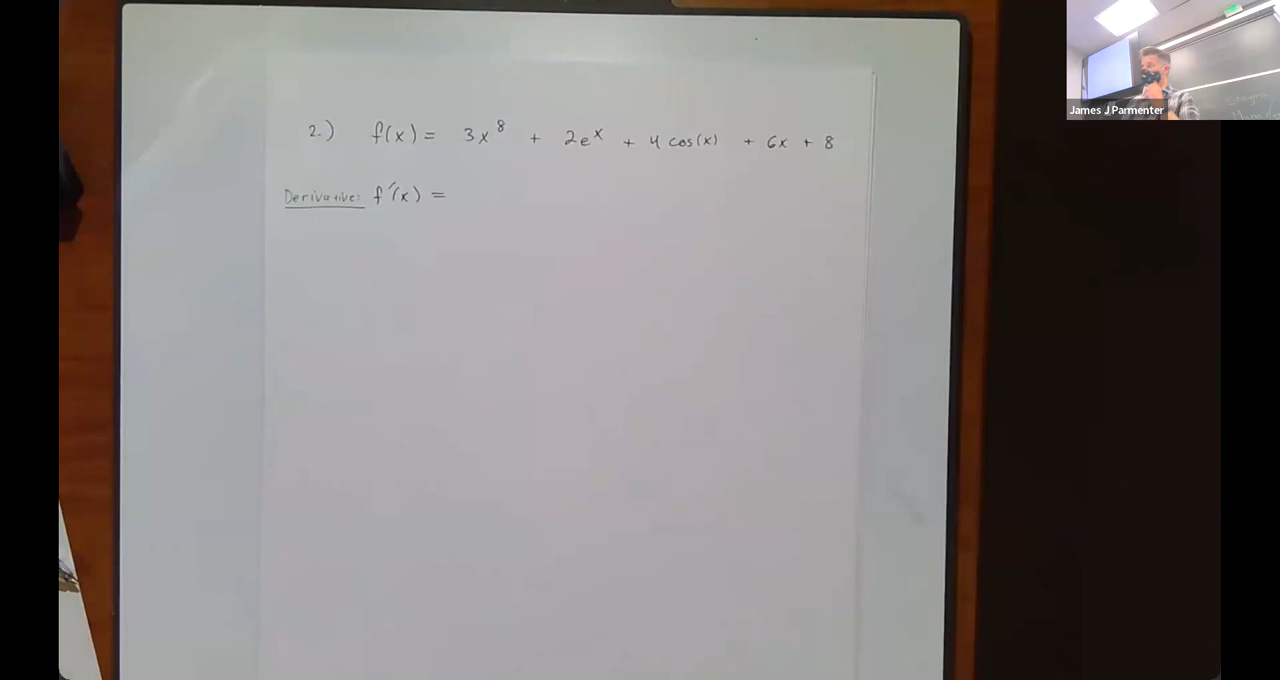 2.) f(x) = 3x^8 + 2e^x + 4 cos(x) + 6x + 8
Derivative: f'(x) =
James J Parmenter